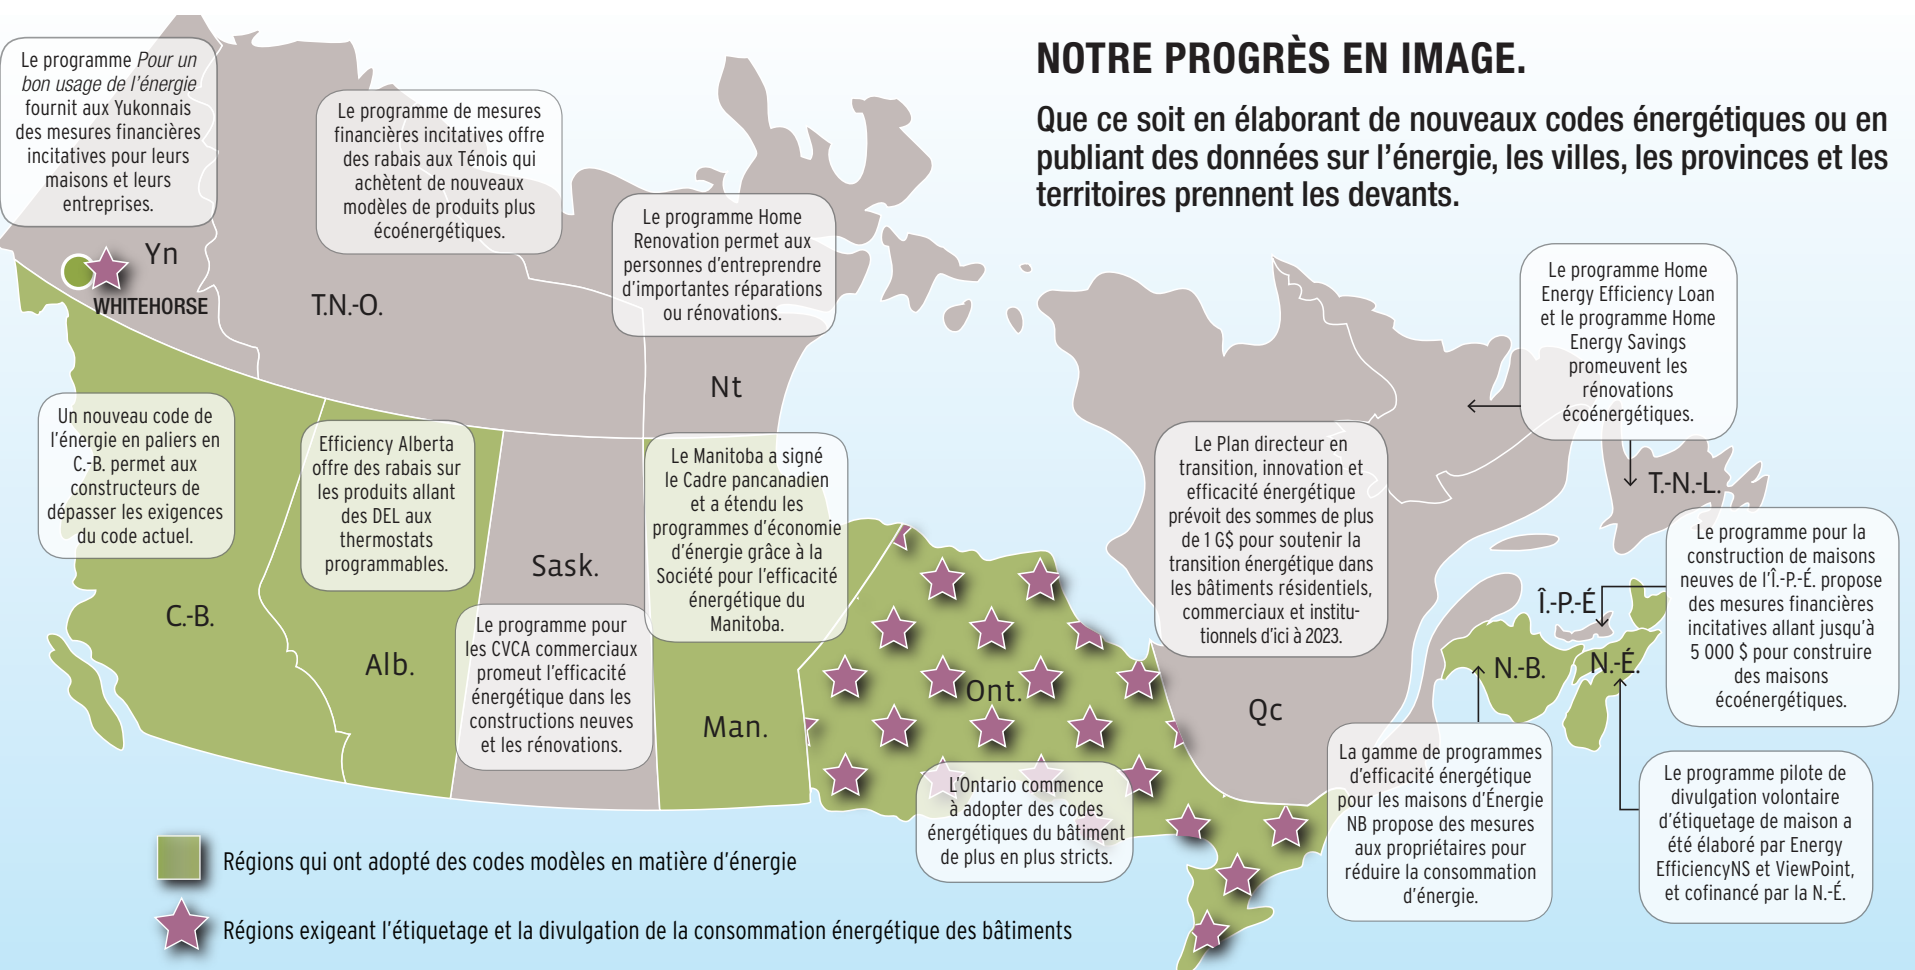 NOTRE PROGRÈS EN IMAGE.
Que ce soit en élaborant de nouveaux codes énergétiques ou en
publiant des données sur l'énergie, les villes, les provinces et les
territoires prennent les devants.
Le programme Pour un
bon usage de l'énergie
fournit aux Yukonnais
des mesures financières
incitatives pour leurs
maisons et leurs
entreprises.
Yn
WHITEHORSE
Le programme de mesures
financières incitatives offre
des rabais aux Ténois qui
achètent de nouveaux
modèles de produits plus
écoénergétiques.
T.N.-O.
Le programme Home
Renovation permet aux
personnes d'entreprendre
d'importantes réparations
ou rénovations.
Nt
Un nouveau code de
l'énergie en paliers en
C.-B. permet aux
constructeurs de
dépasser les exigences
du code actuel.
C.-B.
Efficiency Alberta
offre des rabais sur
les produits allant
des DEL aux
thermostats
programmables.
Alb.
Sask.
Le programme pour
les CVCA commerciaux
promeut l'efficacité
énergétique dans les
constructions neuves
et les rénovations.
Le Manitoba a signé
le Cadre pancanadien
et a étendu les
programmes d'économie
d'énergie grâce à la
Société pour l'efficacité
énergétique du
Manitoba.
Man.
Ont.
L'Ontario commence
à adopter des codes
énergétiques du bâtiment
de plus en plus stricts.
Le Plan directeur en
transition, innovation et
efficacité énergétique
prévoit des sommes de plus
de 1 G$ pour soutenir la
transition énergétique dans
les bâtiments résidentiels,
commerciaux et institu-
tionnels d'ici à 2023.
Qc
Le programme Home
Energy Efficiency Loan
et le programme Home
Energy Savings
promeuvent les
rénovations
écoénergétiques.
T.-N.-L.
Le programme pour la
construction de maisons
neuves de l'Î.-P.-É. propose
des mesures financières
incitatives allant jusqu'à
5 000 $ pour construire
des maisons
écoénergétiques.
Î.-P.-É
N.-B.
N.-É.
La gamme de programmes
d'efficacité énergétique
pour les maisons d'Énergie
NB propose des mesures
aux propriétaires pour
réduire la consommation
d'énergie.
Le programme pilote de
divulgation volontaire
d'étiquetage de maison a
été élaboré par Energy
EfficiencyNS et ViewPoint,
et cofinancé par la N.-É.
Régions qui ont adopté des codes modèles en matière d'énergie
Régions exigeant l'étiquetage et la divulgation de la consommation énergétique des bâtiments